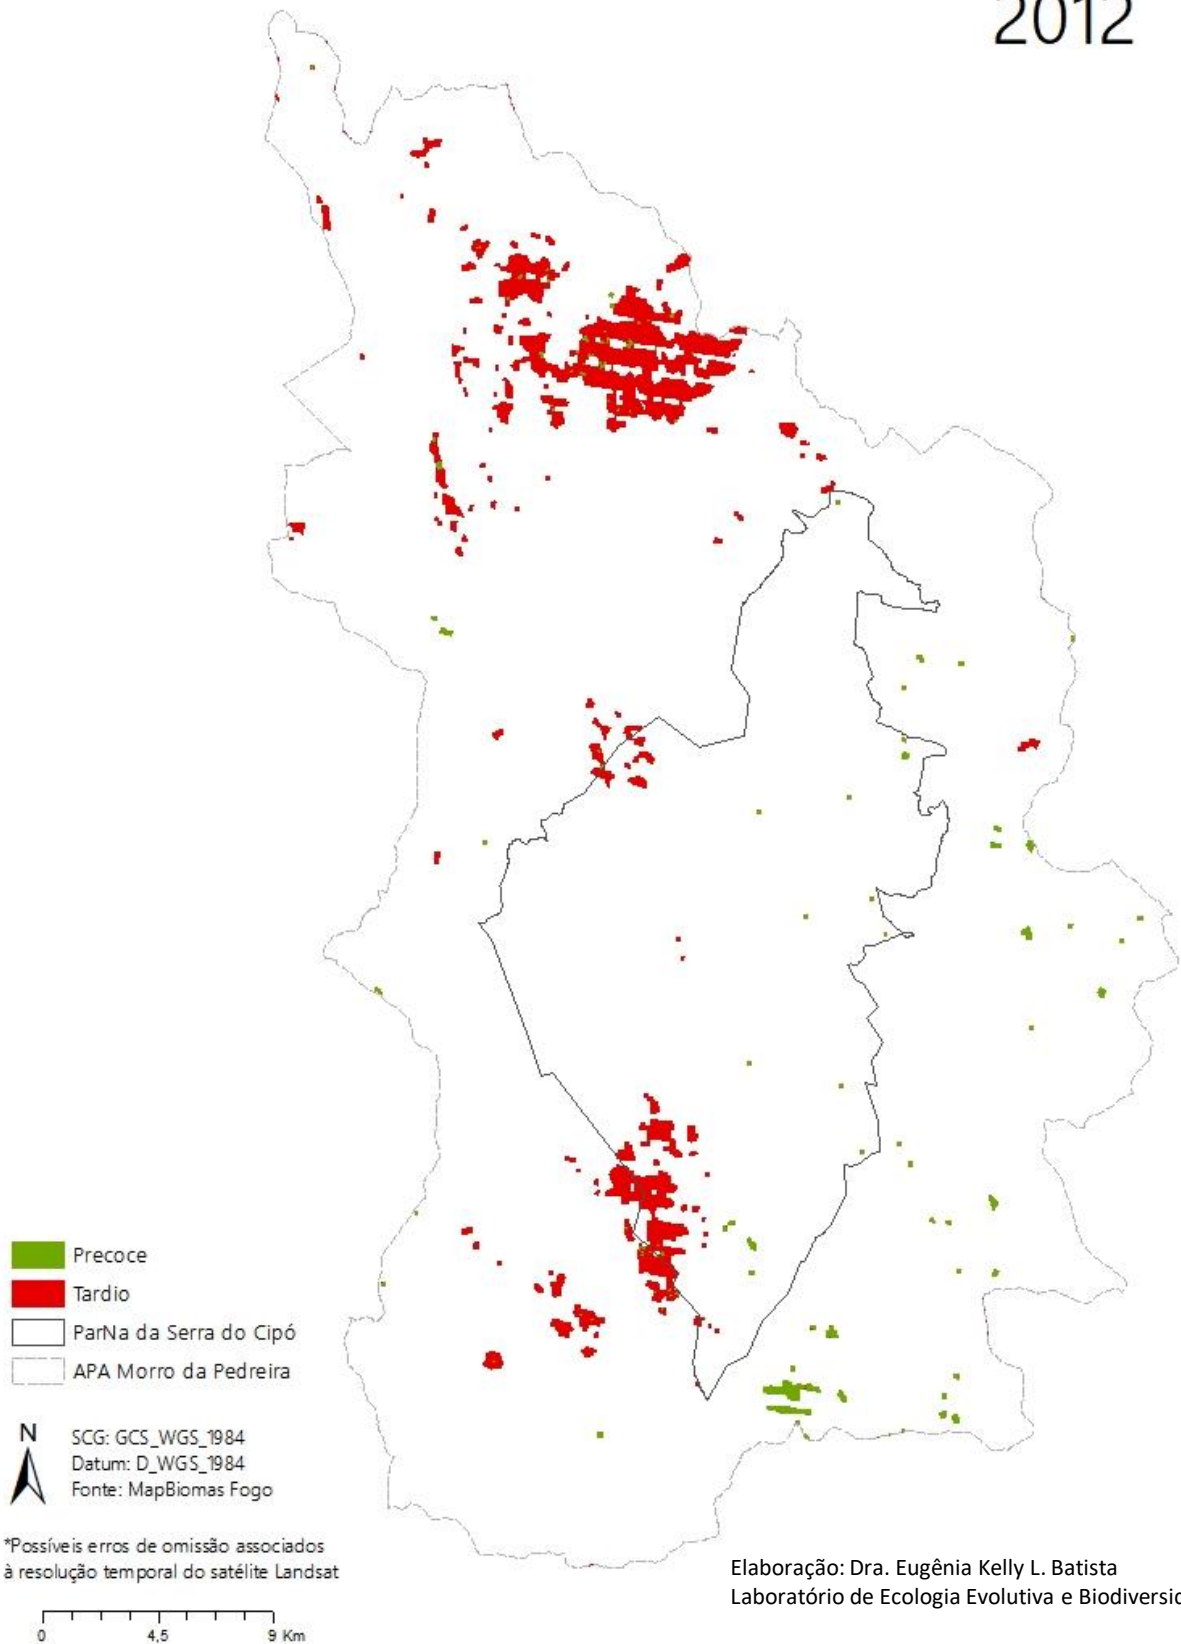 2012
Precoce
Tardio
ParNa da Serra do Cipó
APA Morro da Pedreira
N
SCG: GCS_WGS_1984
Datum: D_WGS_1984
Fonte: MapBiomas Fogo
*Possíveis erros de omissão associados
à resolução temporal do satélite Landsat
0 4,5 9 Km
Elaboração: Dra. Eugênia Kelly L. Batista
Laboratório de Ecologia Evolutiva e